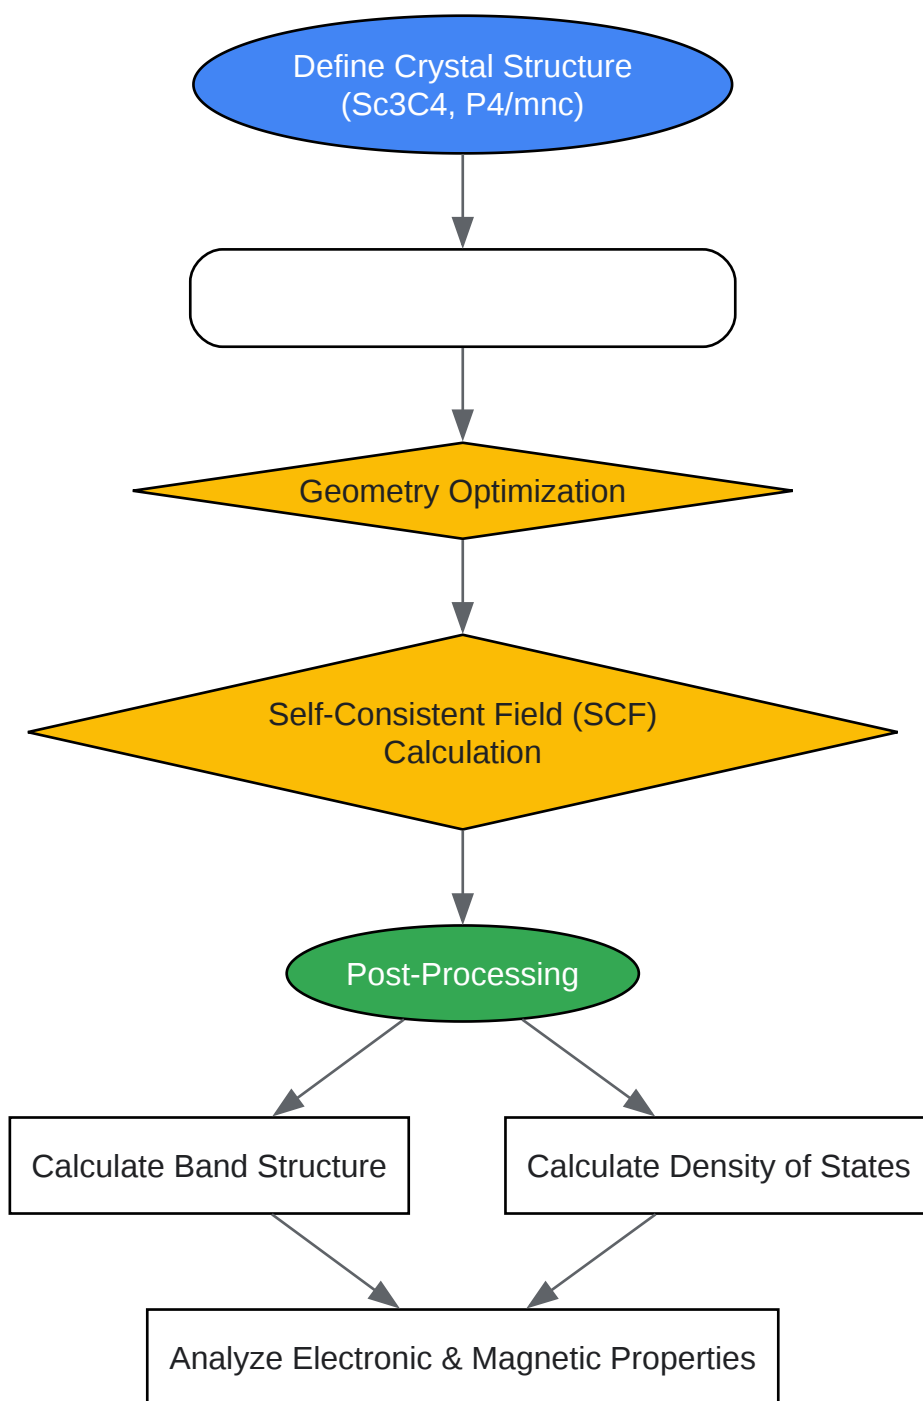 Define Crystal Structure
(Sc3C4, P4/mnc)
Geometry Optimization
Self-Consistent Field (SCF)
Calculation
Post-Processing
Calculate Band Structure
Calculate Density of States
Analyze Electronic & Magnetic Properties